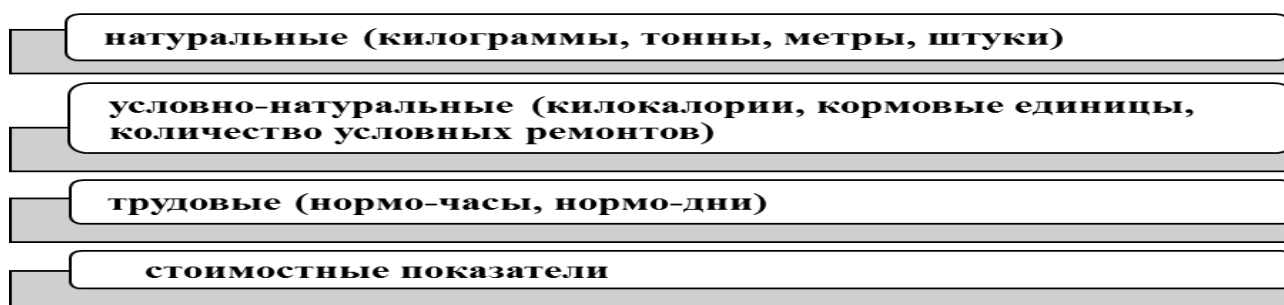 натуральные (килограммы, тонны, метры, штуки)
условно-натуральные (килокалории, кормовые единицы,
количество условных ремонтов)
трудовые (нормо-часы, нормо-дни)
стоимостные показатели